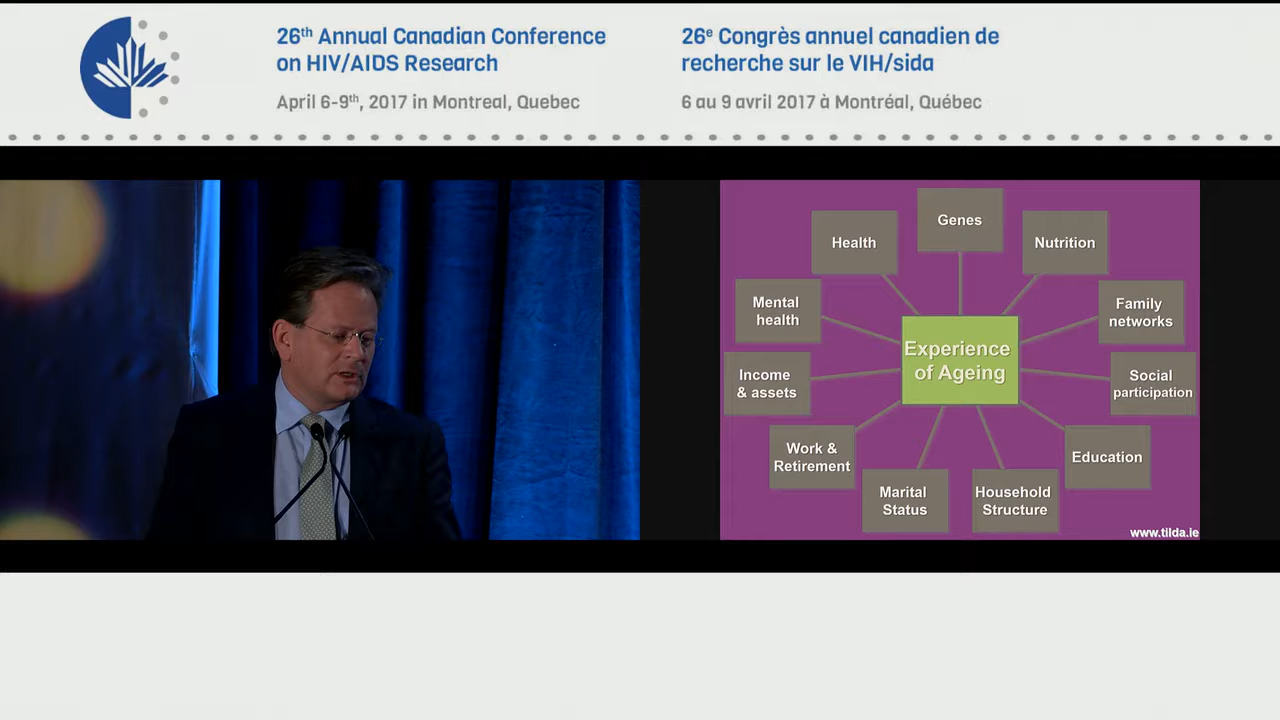 26th Annual Canadian Conference
on HIV/AIDS Research
April 6-9th, 2017 in Montreal, Quebec
26e Congrès annuel canadien de
recherche sur le VIH/sida
6 au 9 avril 2017 à Montréal, Québec
Genes
Health
Nutrition
Mental
health
Family
networks
Experience
of Ageing
Income
& assets
Social
participation
Work &
Retirement
Education
Marital
Status
Household
Structure
www.tilda.ie